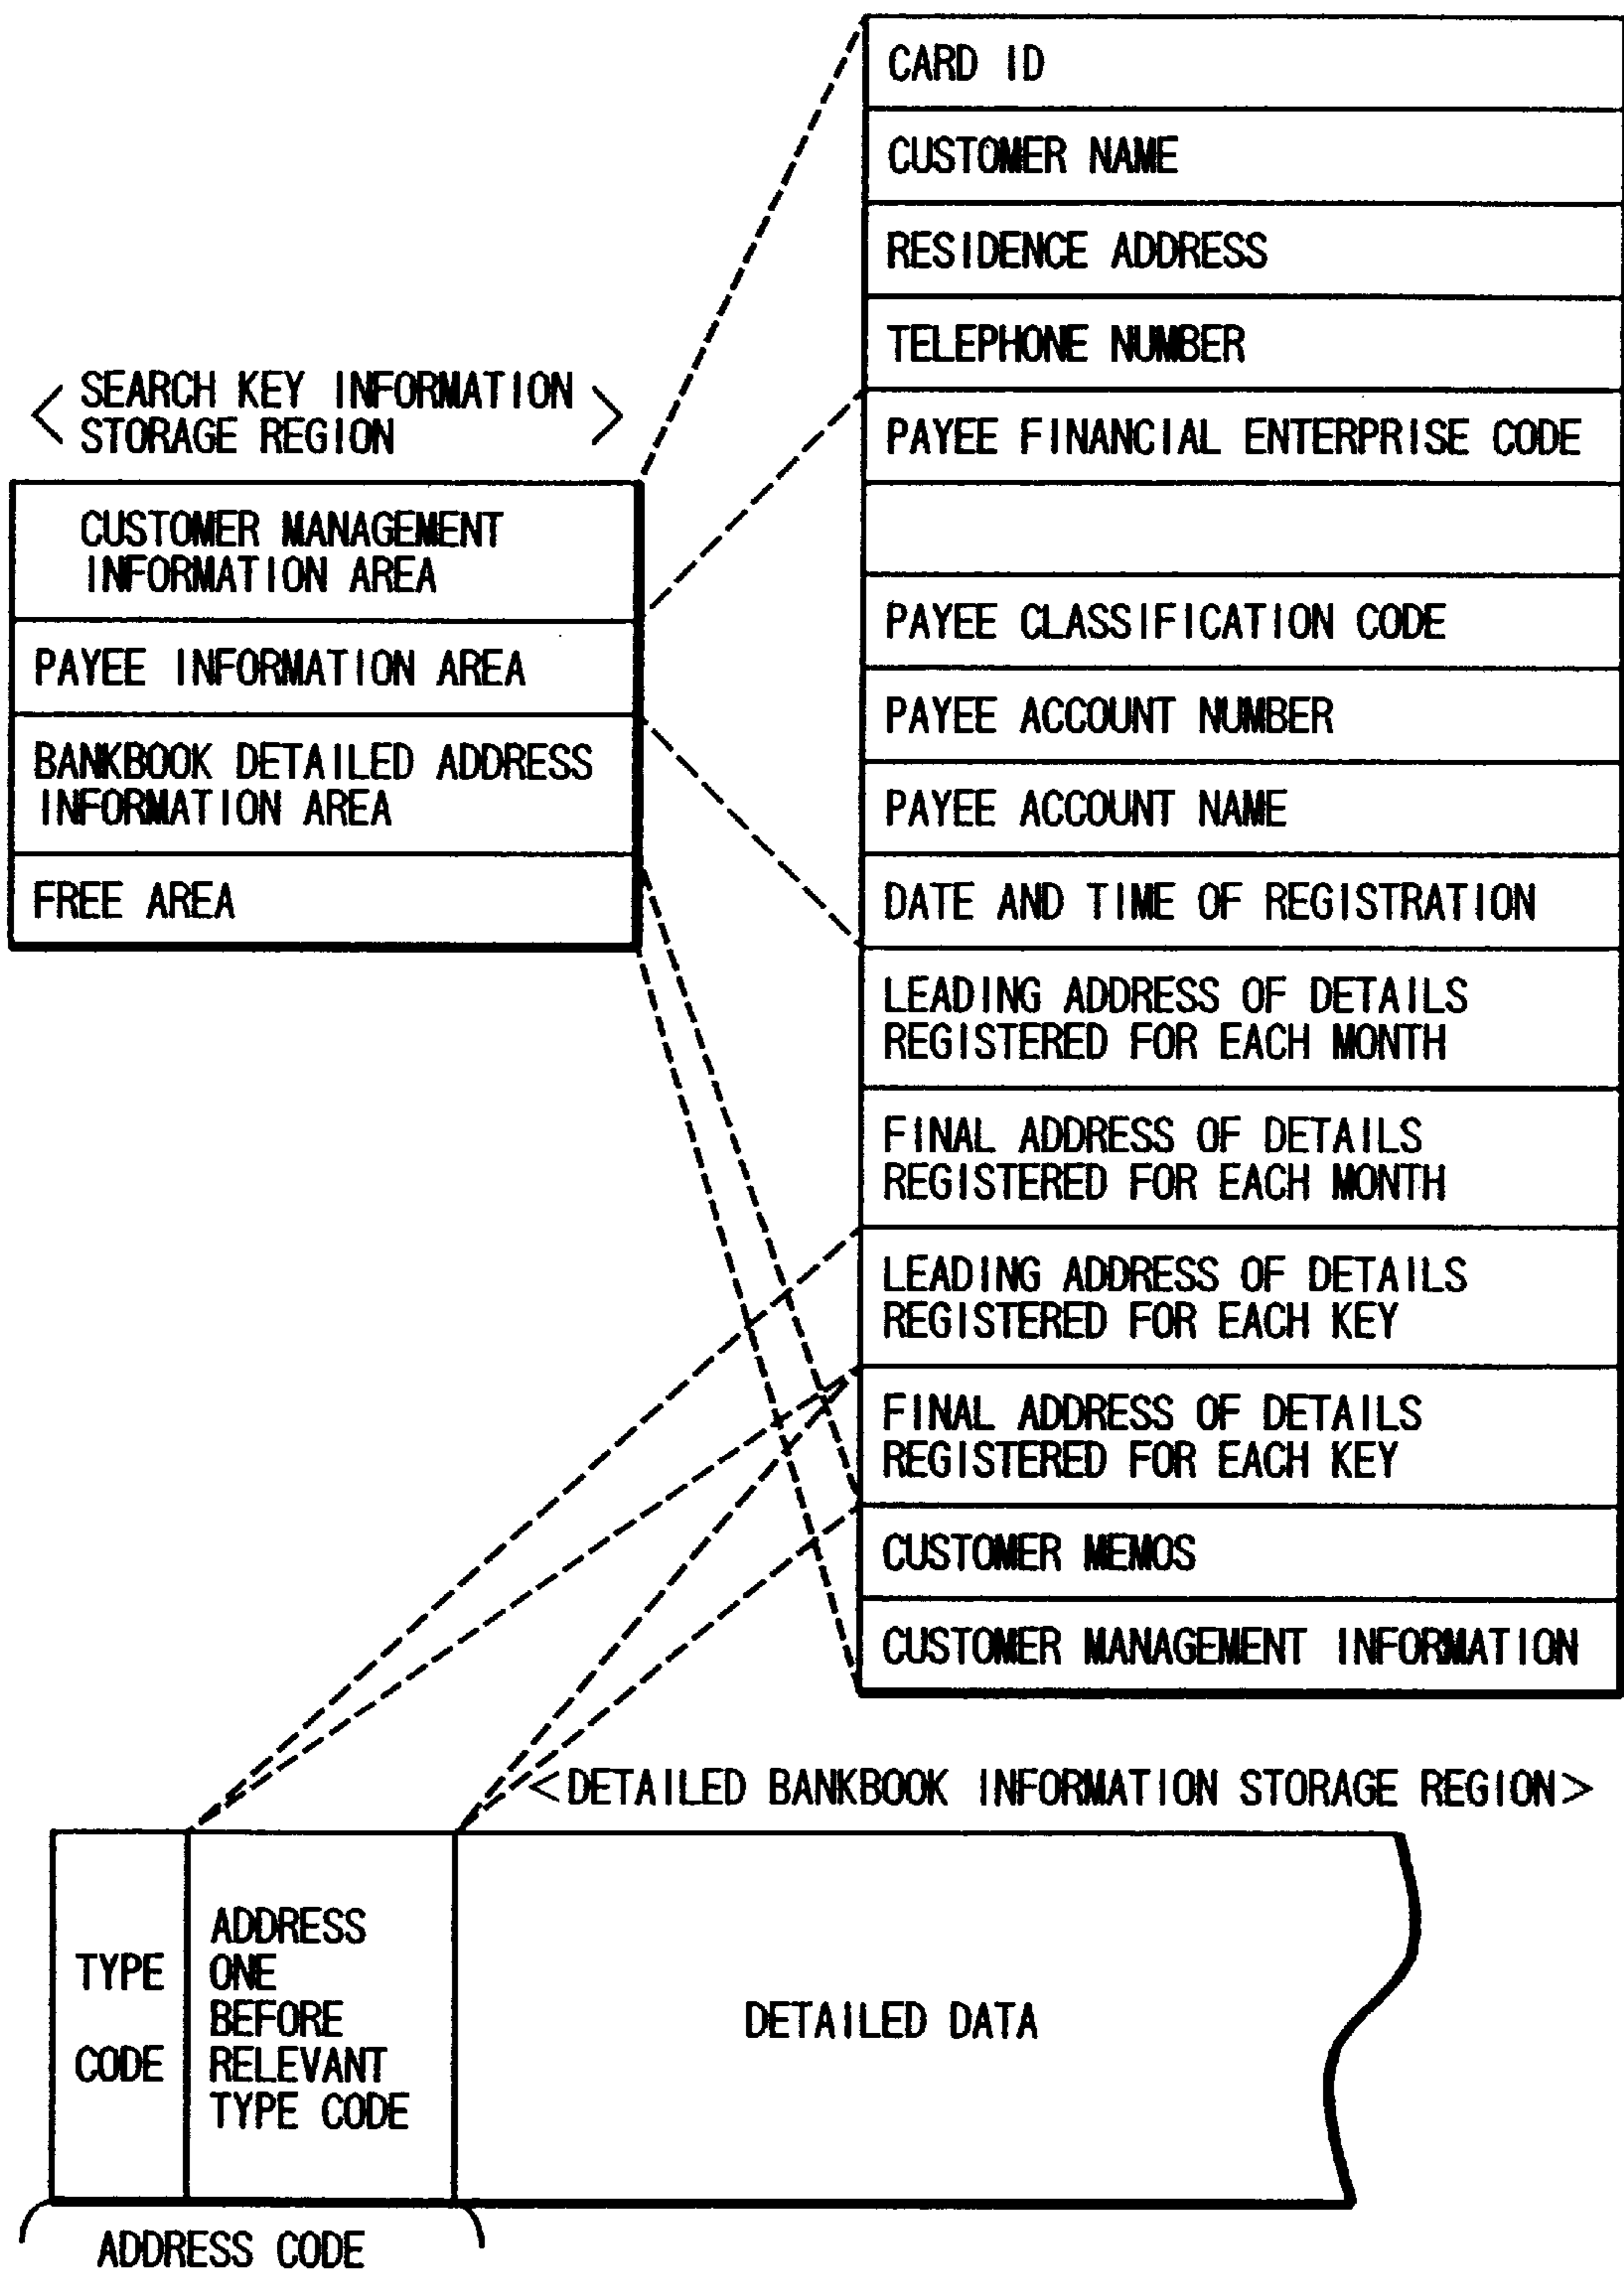 CARD ID
CUSTOMER NAME
RESIDENCE ADDRESS
TELEPHONE NUMBER
PAYEE FINANCIAL ENTERPRISE CODE
PAYEE CLASSIFICATION CODE
PAYEE ACCOUNT NUMBER
PAYEE ACCOUNT NAME
DATE AND TIME OF REGISTRATION
LEADING ADDRESS OF DETAILS
REGISTERED FOR EACH MONTH
FINAL ADDRESS OF DETAILS
REGISTERED FOR EACH MONTH
LEADING ADDRESS OF DETAILS
REGISTERED FOR EACH KEY
FINAL ADDRESS OF DETAILS
REGISTERED FOR EACH KEY
CUSTOMER MEMOS
CUSTOMER MANAGEMENT INFORMATION
<SEARCH KEY INFORMATION
STORAGE REGION>
CUSTOMER MANAGEMENT
INFORMATION AREA
PAYEE INFORMATION AREA
BANKBOOK DETAILED ADDRESS
INFORMATION AREA
FREE AREA
<DETAILED BANKBOOK INFORMATION STORAGE REGION>
TYPE
CODE
ADDRESS
ONE
BEFORE
RELEVANT
TYPE CODE
DETAILED DATA
ADDRESS CODE